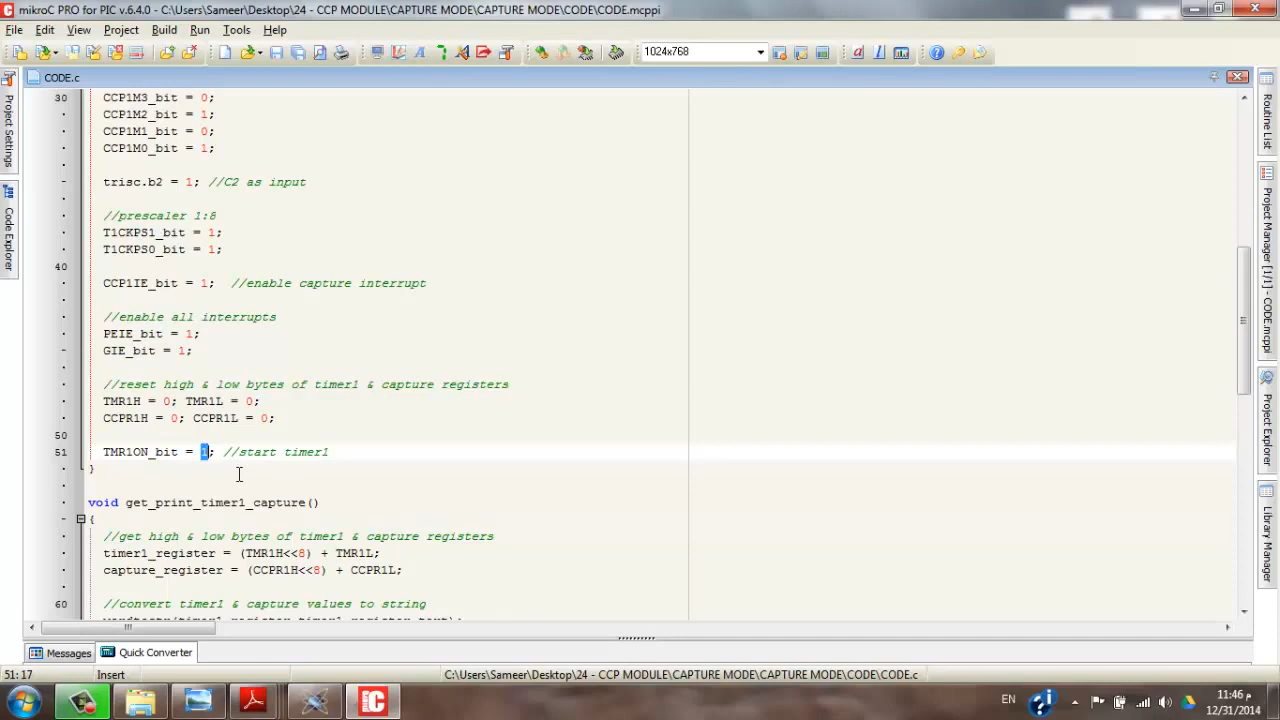 mikroC PRO for PIC v.6.4.0 - C:\Users\Sameer\Desktop\24 - CCP MODULE\CAPTURE MODE\CAPTURE MODE\CODE\CODE.mcppi
File Edit View Project Build Run Tools Help
1024x768
CODE.c
Project Settings
Code Explorer
30 CCP1M3_bit = 0;
CCP1M2_bit = 1;
CCP1M1_bit = 0;
CCP1M0_bit = 1;
trisc.b2 = 1; //C2 as input
//prescaler 1:8
T1CKPS1_bit = 1;
T1CKPS0_bit = 1;
40
CCP1IE_bit = 1; //enable capture interrupt
//enable all interrupts
PEIE_bit = 1;
GIE_bit = 1;
//reset high & low bytes of timer1 & capture registers
TMR1H = 0; TMR1L = 0;
CCPR1H = 0; CCPR1L = 0;
50
51 TMR1ON_bit = 1; //start timer1
}
void get_print_timer1_capture()
{
//get high & low bytes of timer1 & capture registers
timer1_register = (TMR1H<<8) + TMR1L;
capture_register = (CCPR1H<<8) + CCPR1L;
60 //convert timer1 & capture values to string
Routine List
Project Manager [1/1] - CODE.mcppi
Project Explorer
Library Manager
Messages Quick Converter
51:17 Insert C:\Users\Sameer\Desktop\24 - CCP MODULE\CAPTURE MODE\CAPTURE MODE\CODE\CODE.c
EN
11:46 م
12/31/2014